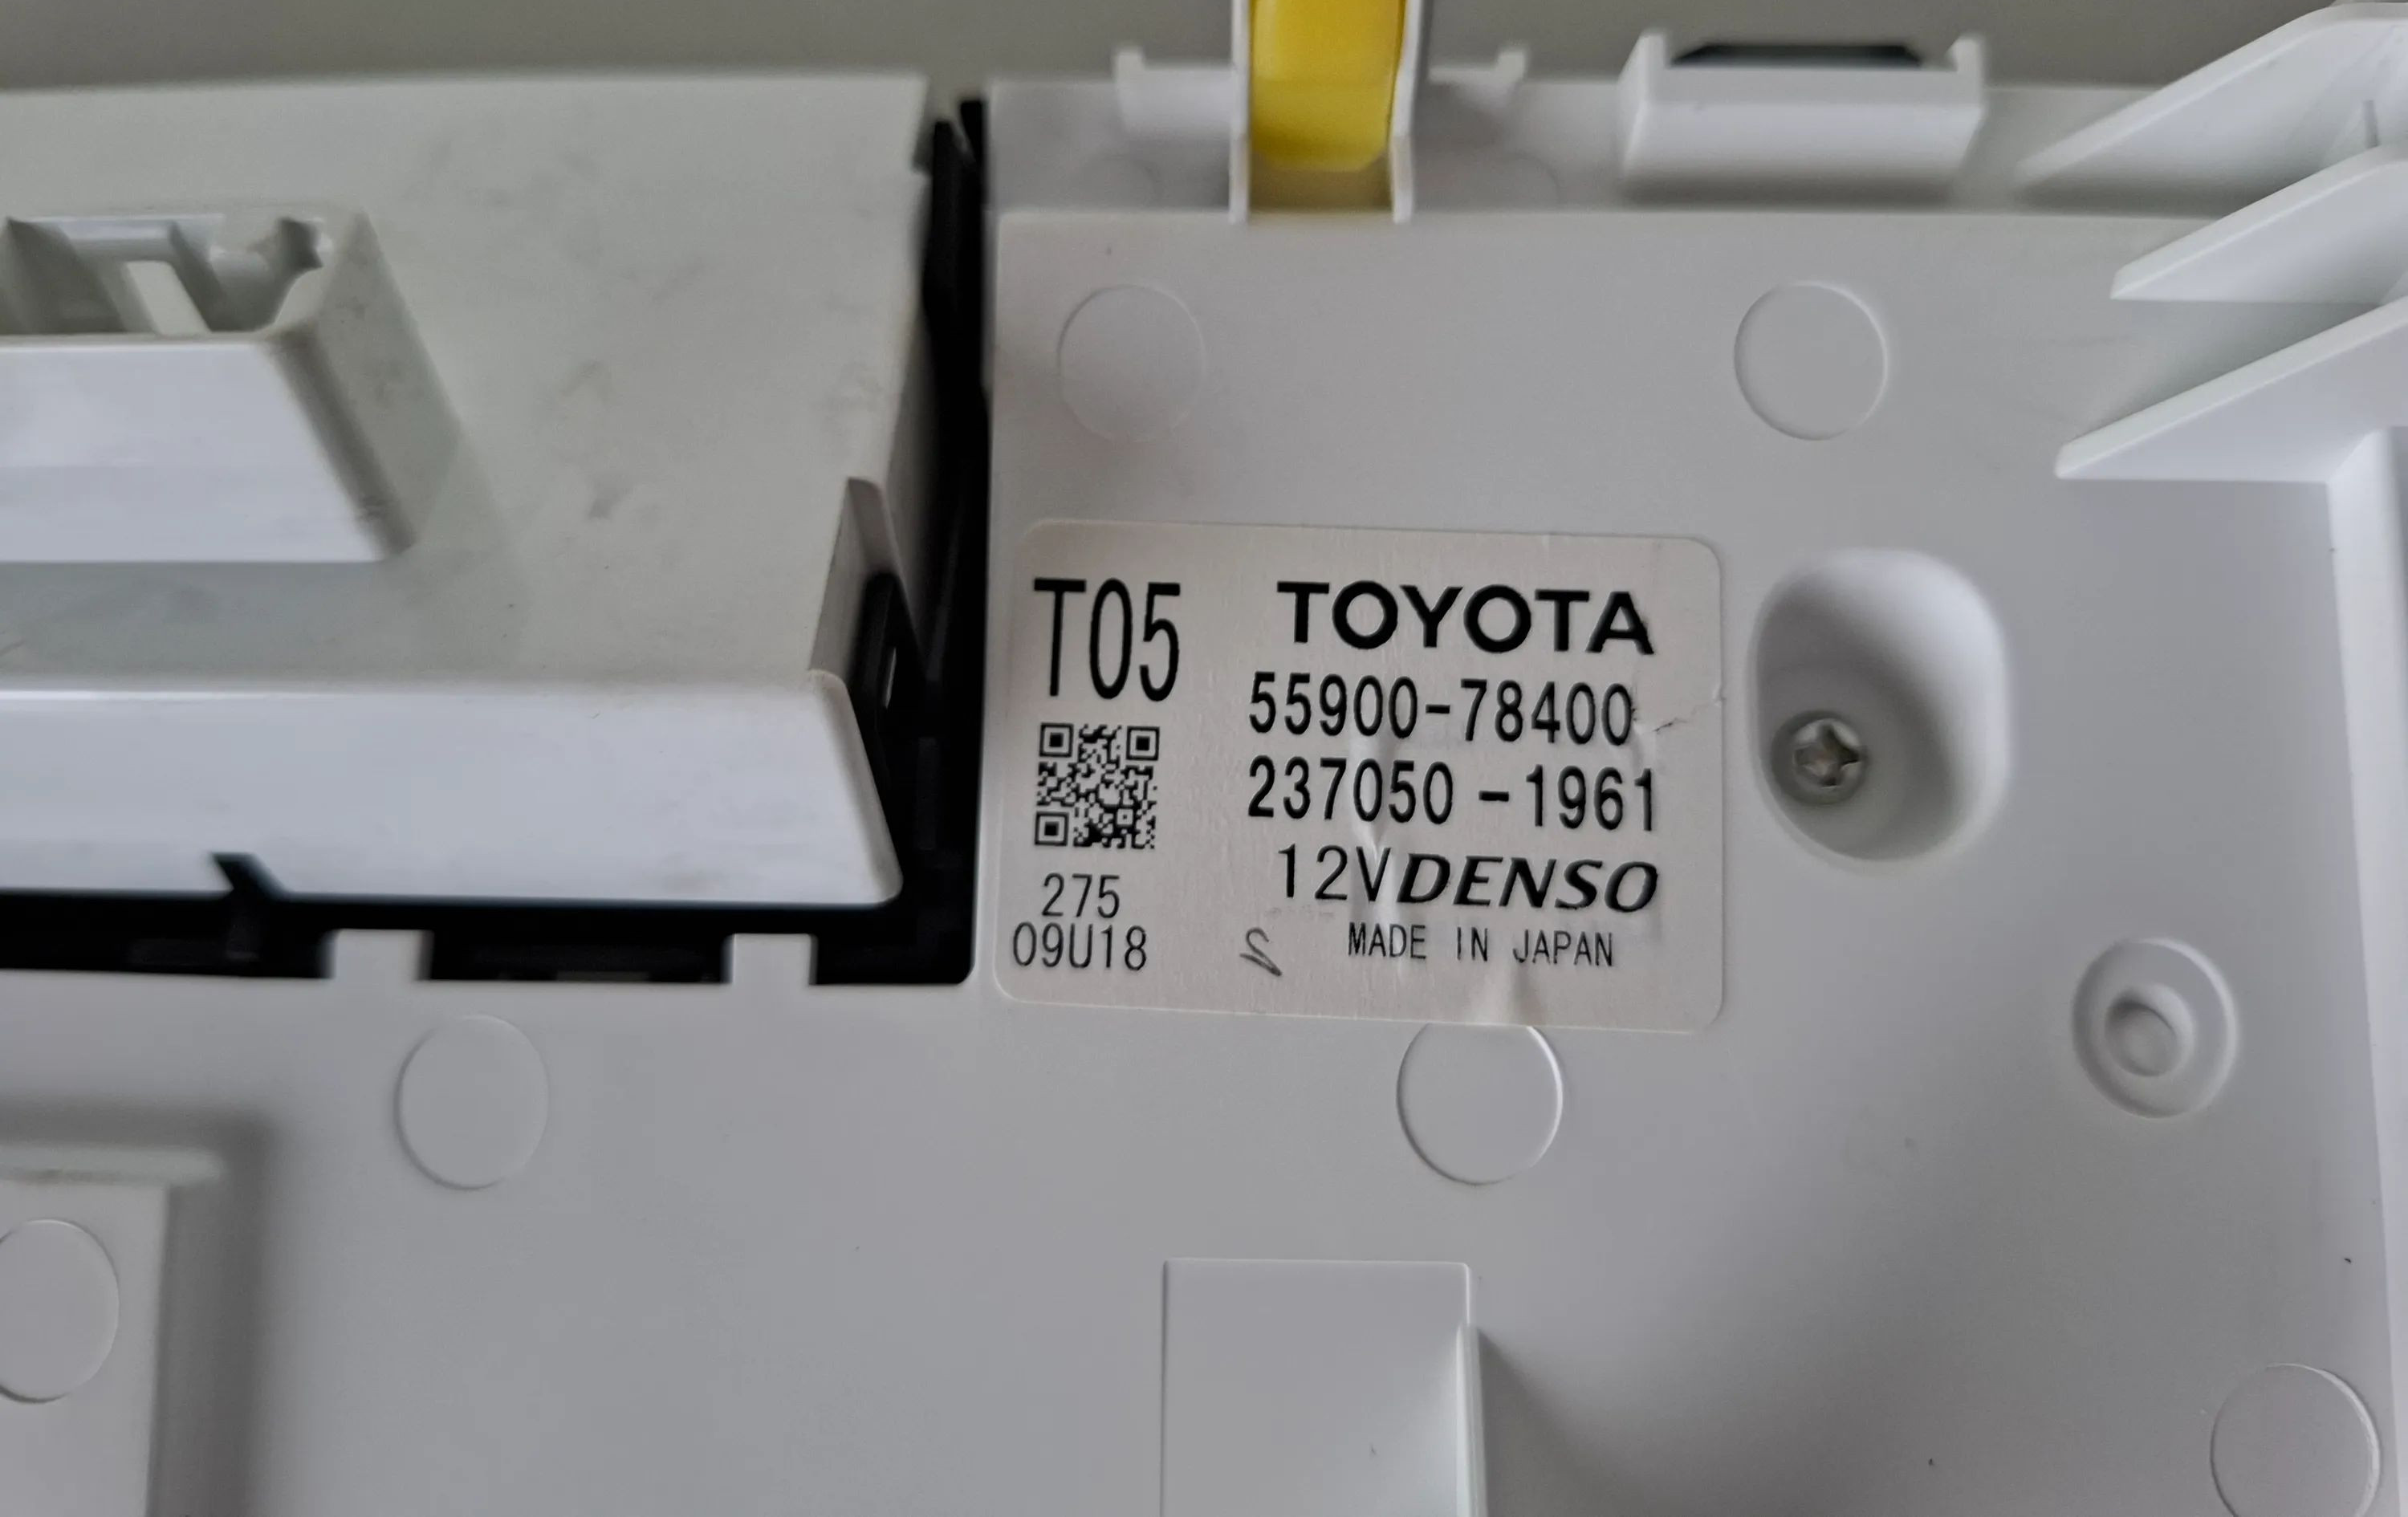 T05
TOYOTA
55900-78400
237050-1961
12V DENSO
MADE IN JAPAN
275
09U18